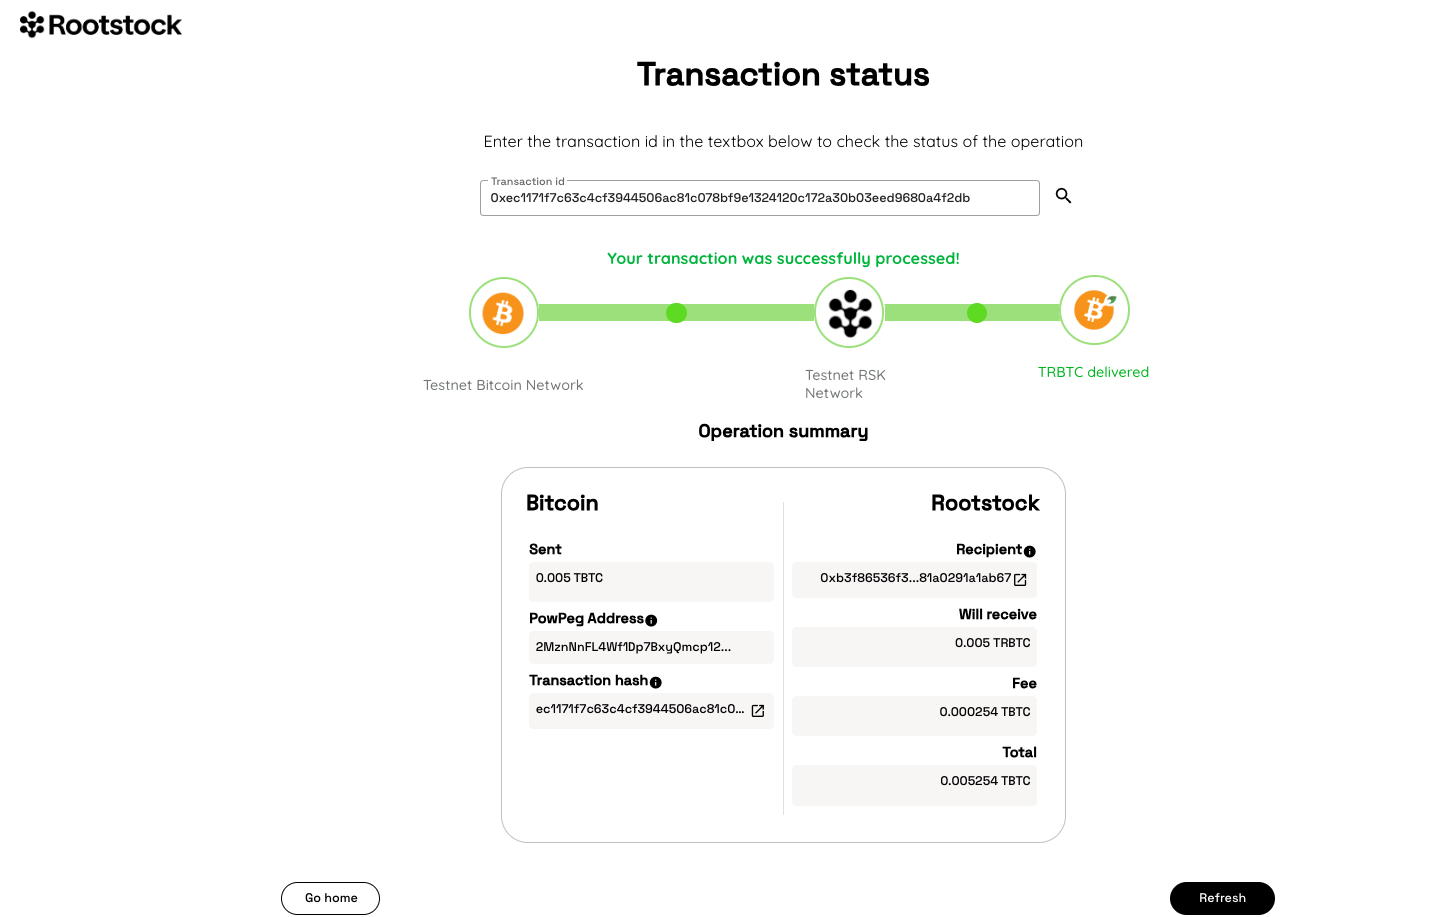 Rootstock
Transaction status
Enter the transaction id in the textbox below to check the status of the operation
Transaction id
0xec1171f7c63c4cf3944506ac81c078bf9e1324120c172a30b03eed9680a4f2db
Your transaction was successfully processed!
Testnet Bitcoin Network
Testnet RSK
Network
TRBTC delivered
Operation summary
Bitcoin
Sent
0.005 TBTC
PowPeg Address
2MznNnFL4Wf1Dp7BxyQmcp12...
Transaction hash
ec1171f7c63c4cf3944506ac81c0...
Rootstock
Recipient
0xb3f86536f3...81a0291a1ab67
Will receive
0.005 TRBTC
Fee
0.000254 TBTC
Total
0.005254 TBTC
Go home
Refresh